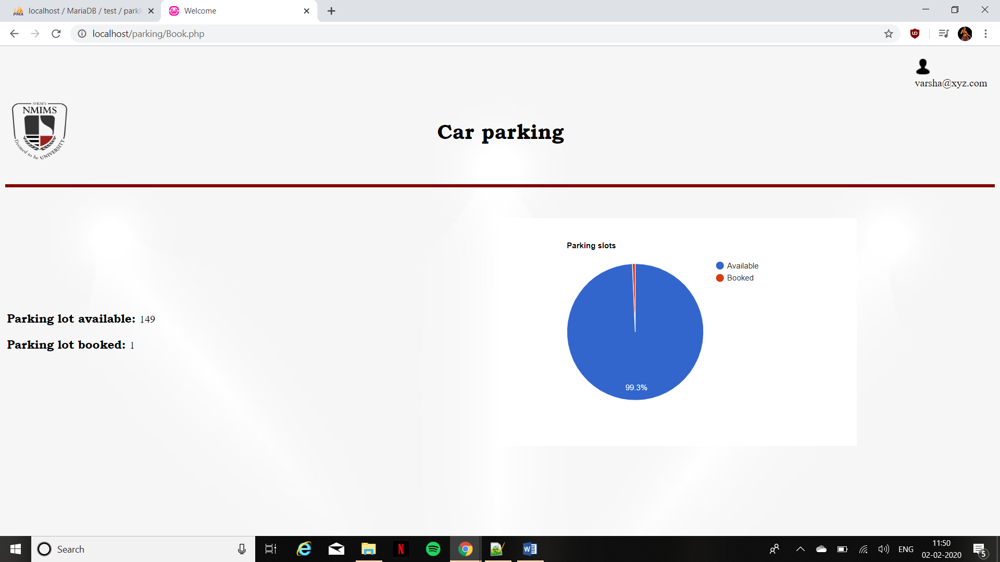 localhost / MariaDB / test / parklo
Welcome
localhost/parking/Book.php
varsha@xyz.com
SVKM'S
NMIMS
Deemed to be UNIVERSITY
Car parking
Parking slots
Available
Booked
99.3%
Parking lot available: 149
Parking lot booked: 1
Search
ENG
11:50
02-02-2020
5